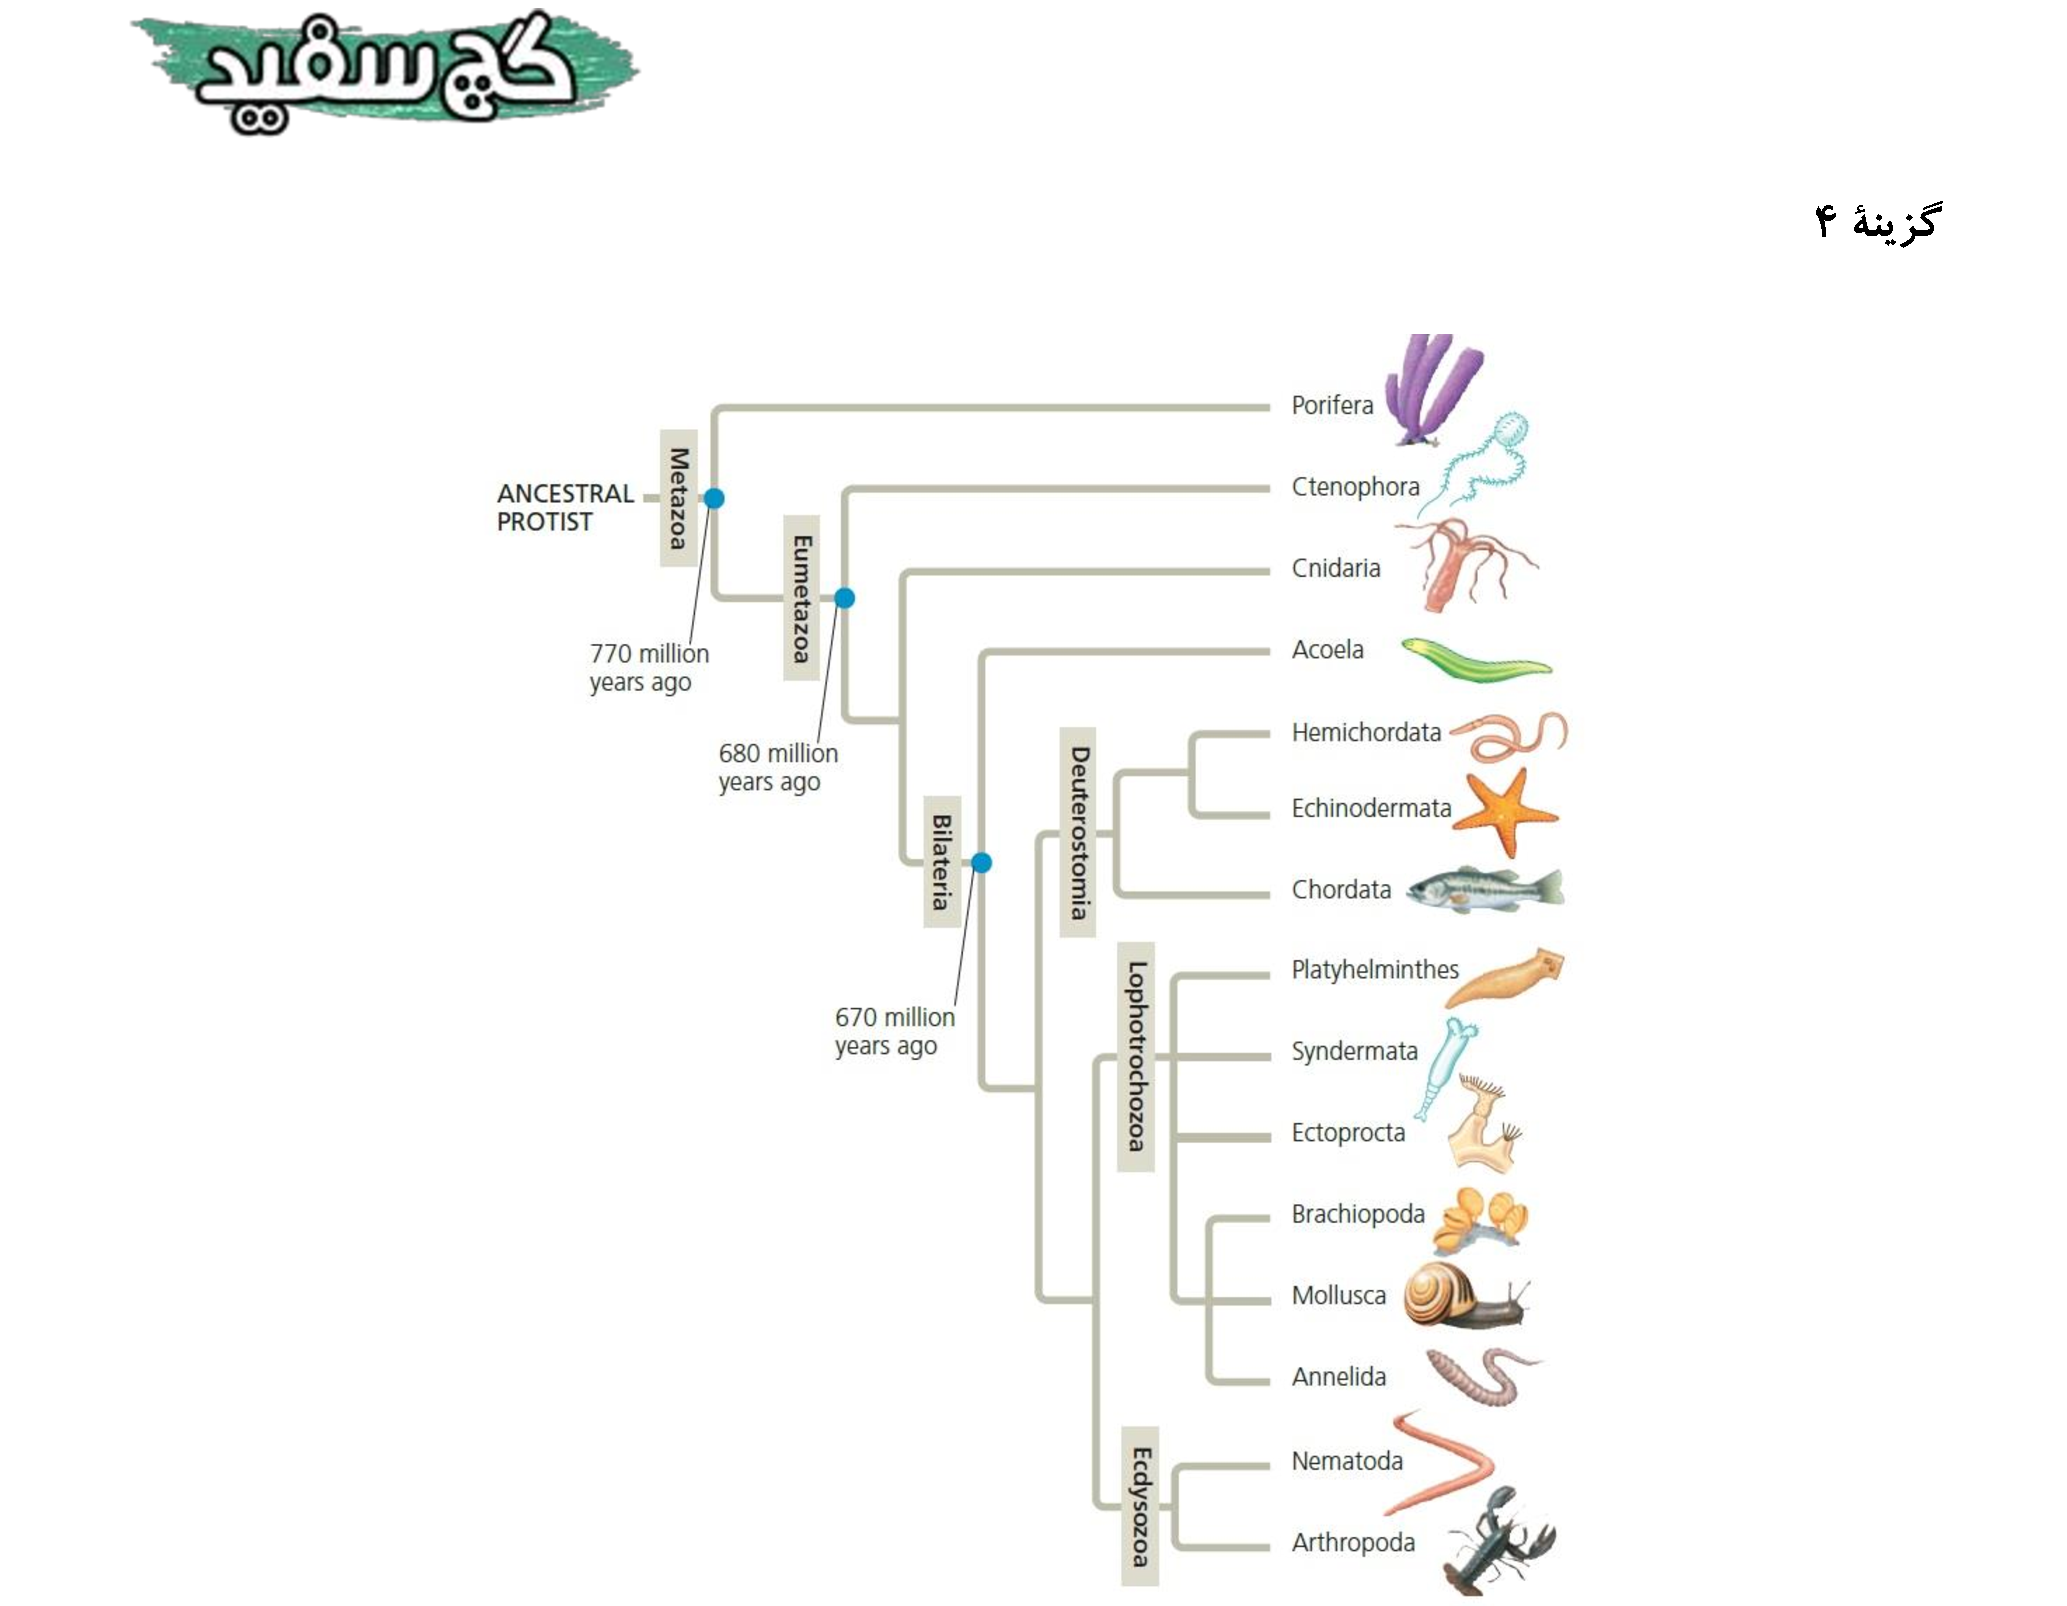 گچ سفید
گزینهٔ ۴
Porifera
Ctenophora
Metazoa
ANCESTRAL
PROTIST
Eumetazoa
Cnidaria
770 million
years ago
Acoela
680 million
years ago
Hemichordata
Deuterostomia
Echinodermata
Bilateria
Chordata
Platyhelminthes
670 million
years ago
Lophotrochozoa
Syndermata
Ectoprocta
Brachiopoda
Mollusca
Annelida
Nematoda
Ecdysozoa
Arthropoda